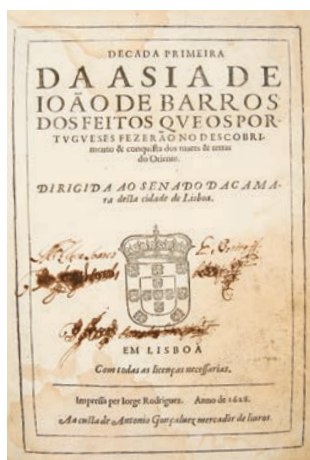 DECADA PRIMEIRA
DA ASIA DE
IOÃO DE BARROS
DOS FEITOS QVE OS POR-
TVGVESES FEZERÃO NO DESCOBRI-
mento & conquista dos mares & terras
do Oriente.
DIRIGIDA AO SENADO DA CAMA-
ra desta cidade de Lisboa.
EM LISBOA
Com todas as licenças necessarias.
Impressa per Iorge Rodriguez. Anno de 1628.
Aa custa de Antonio Gonçaluez mercador de liuros.